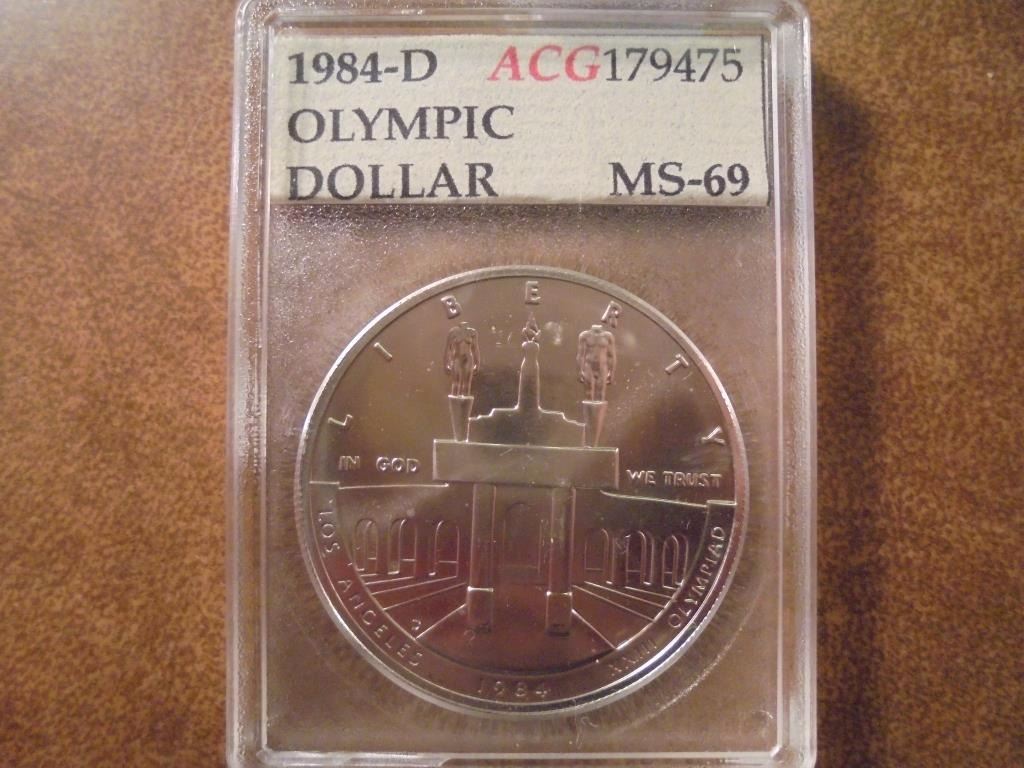 1984-D ACG179475
OLYMPIC
DOLLAR MS-69
LIBERTY
IN GOD WE TRUST
LOS ANGELES
XXIII OLYMPIAD
D
1984